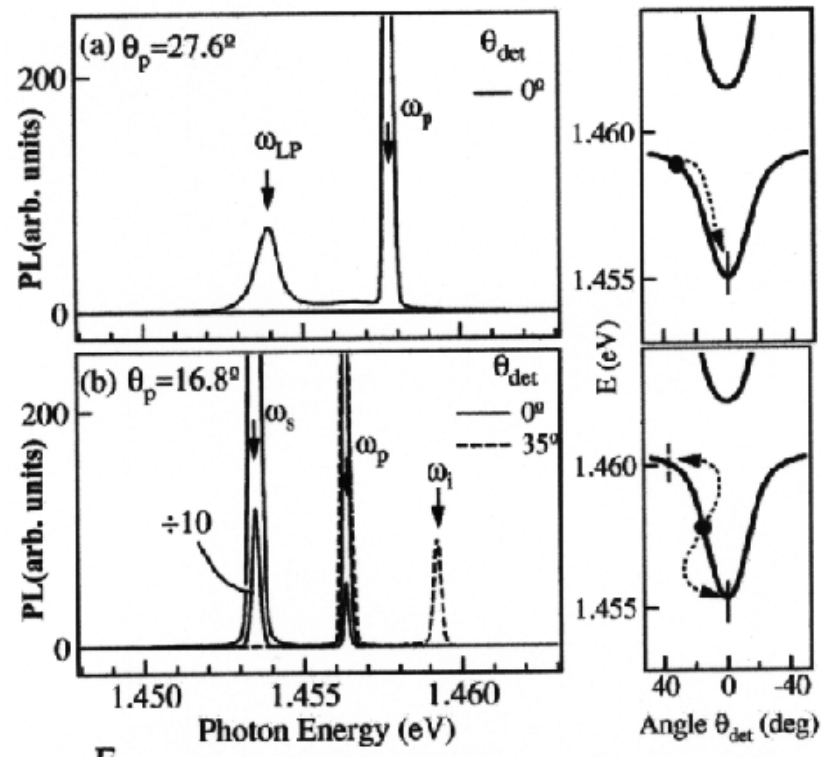 (a) θp=27.6º
θdet
0º
200
ωLP
ωp
PL(arb. units)
0
1.460
1.455
E (eV)
(b) θp=16.8º
θdet
0º
35º
200
ωs
ωp
ωi
÷10
PL(arb. units)
0
1.450
1.455
1.460
Photon Energy (eV)
1.460
1.455
40
0
-40
Angle θdet (deg)